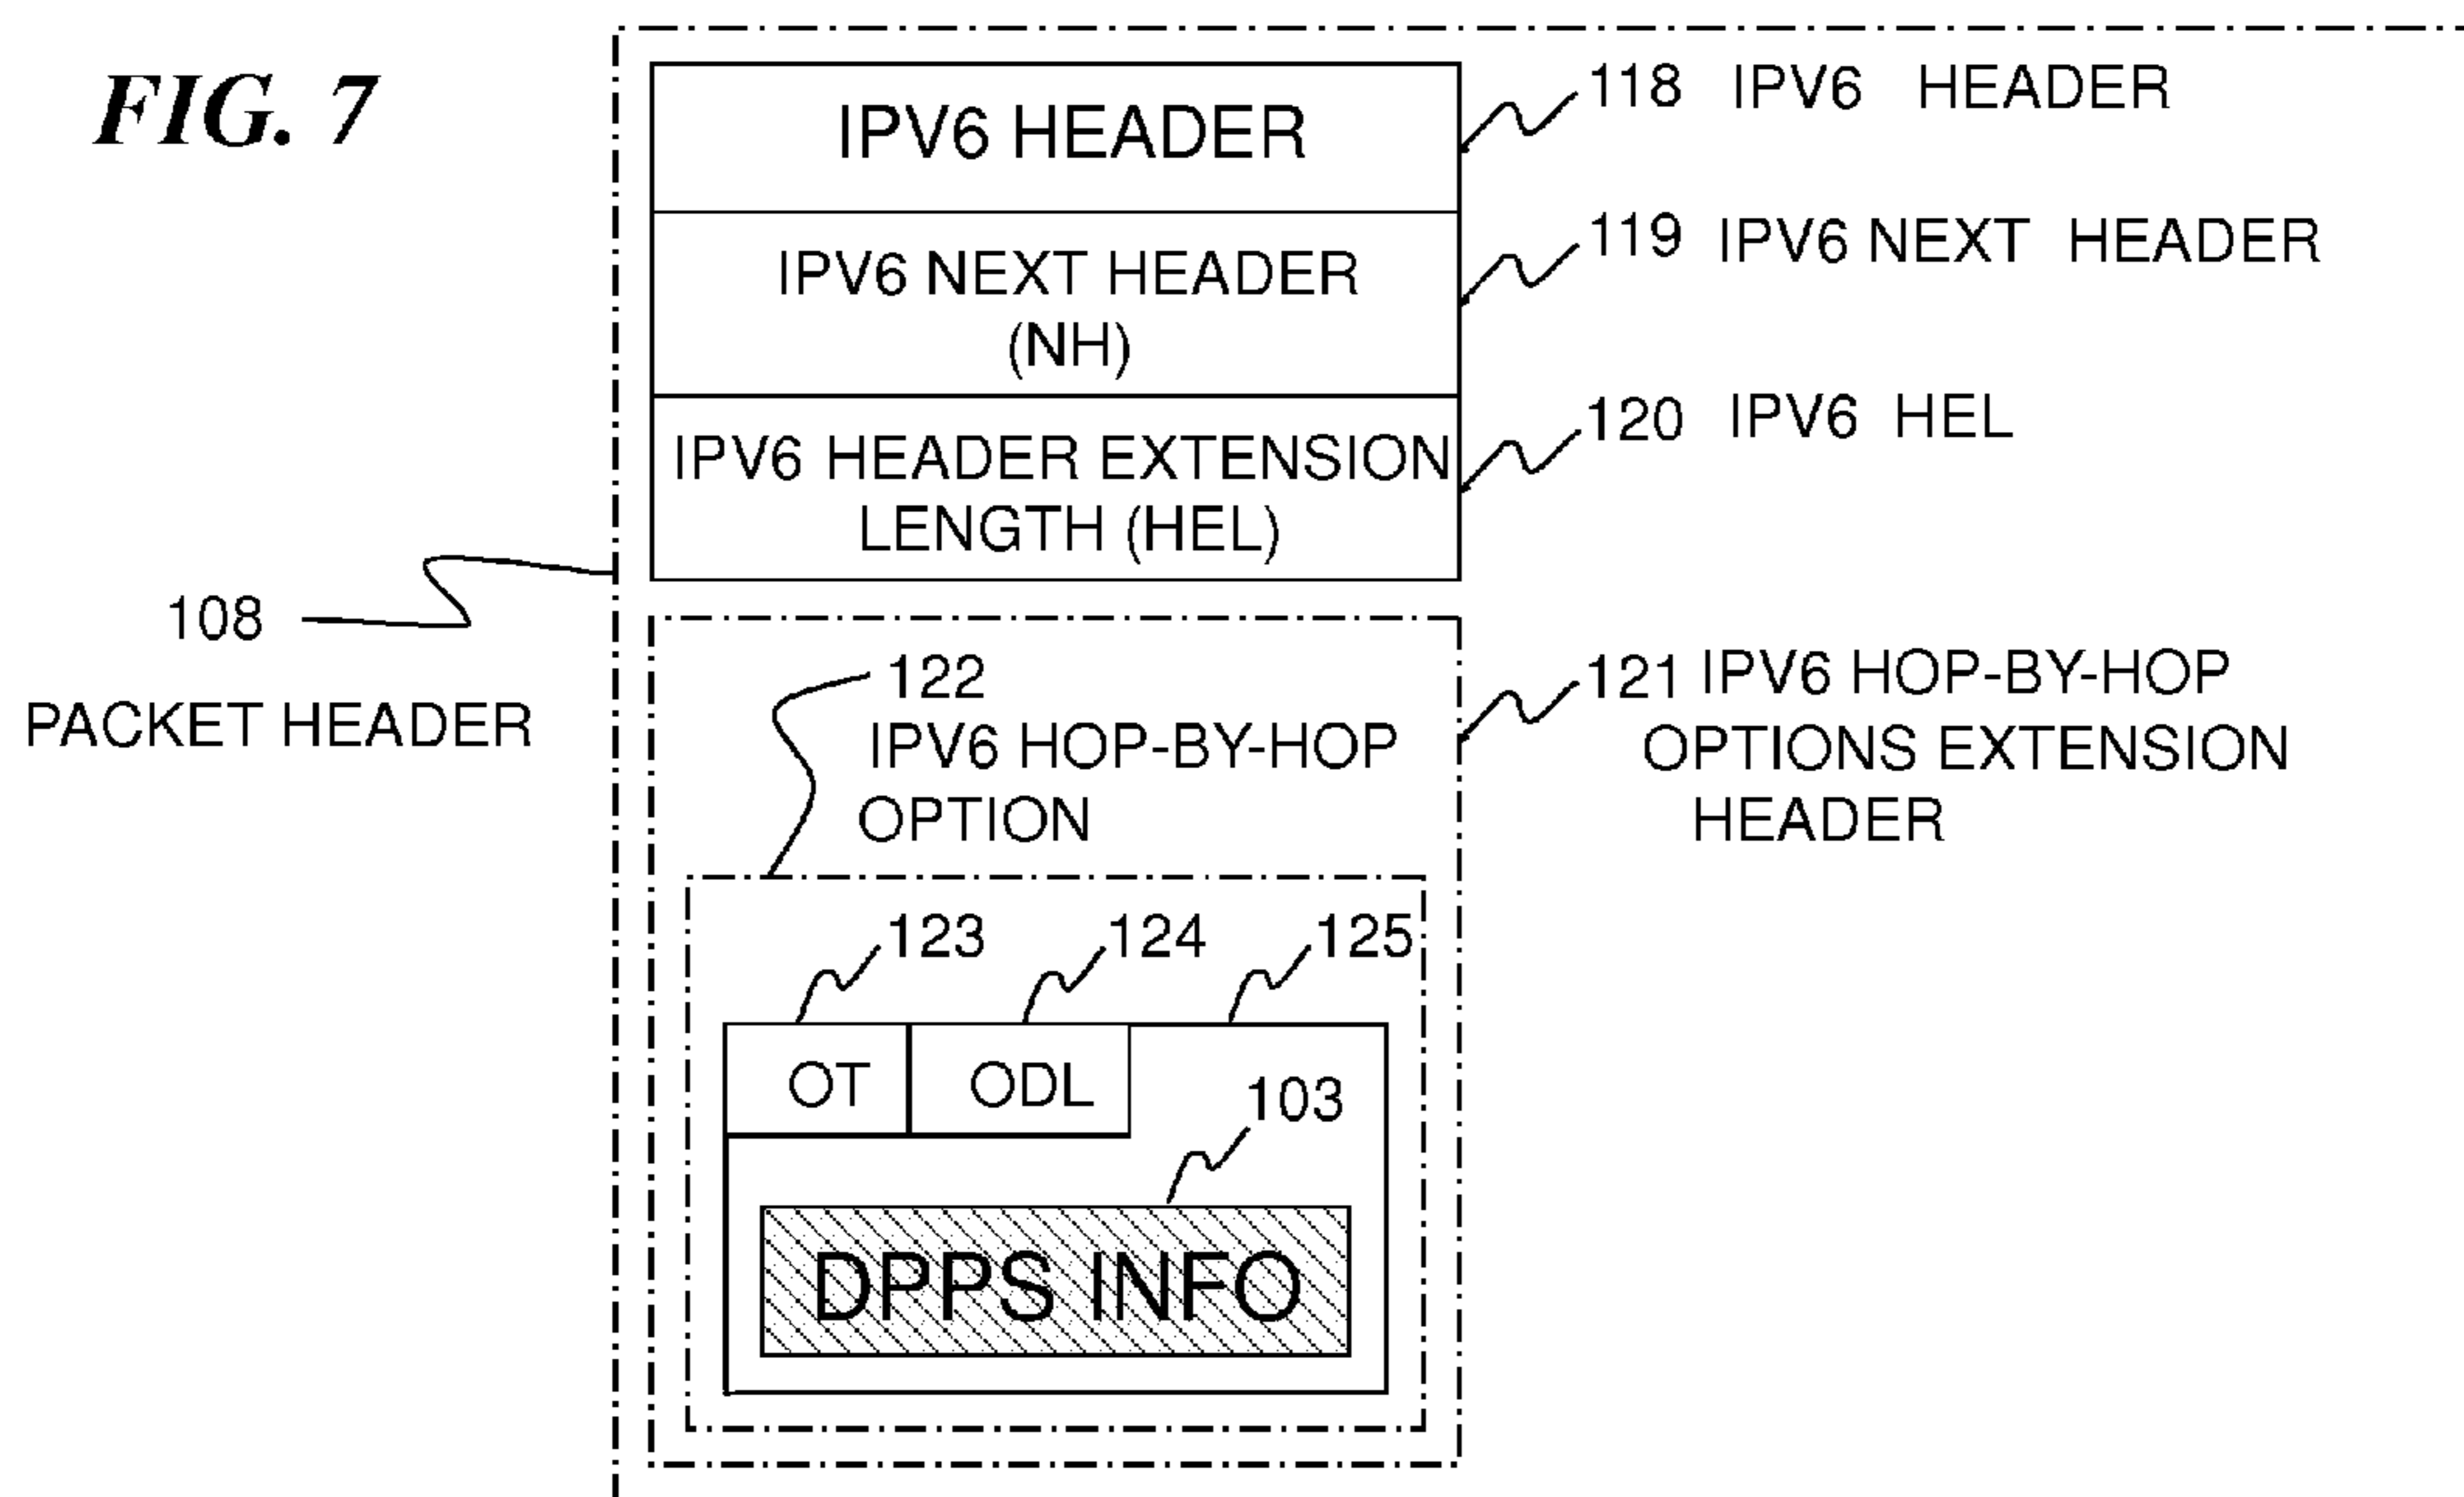 FIG. 7
IPV6 HEADER
118 IPV6 HEADER
IPV6 NEXT HEADER
(NH)
119 IPV6 NEXT HEADER
IPV6 HEADER EXTENSION
LENGTH (HEL)
120 IPV6 HEL
108
PACKET HEADER
122
IPV6 HOP-BY-HOP
OPTION
121 IPV6 HOP-BY-HOP
OPTIONS EXTENSION
HEADER
123 124 125
OT ODL
103
DPPS INFO